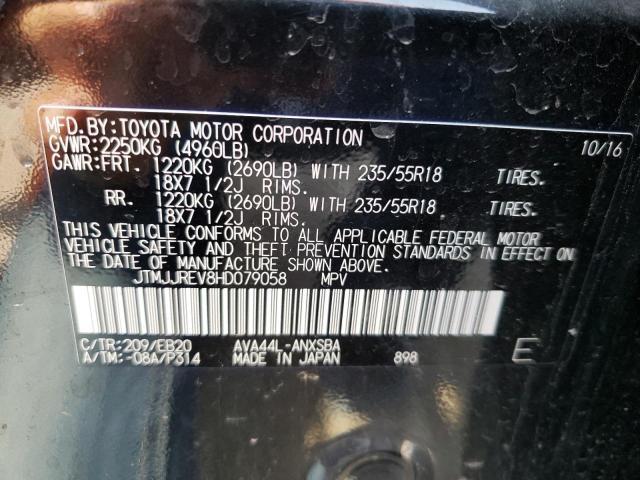 MFD.BY:TOYOTA MOTOR CORPORATION 10/16
GVWR:2250KG (4960LB)
GAWR:FRT. 1220KG (2690LB) WITH 235/55R18 TIRES.
18X7 1/2J RIMS.
RR. 1220KG (2690LB) WITH 235/55R18 TIRES.
18X7 1/2J RIMS.
THIS VEHICLE CONFORMS TO ALL APPLICABLE FEDERAL MOTOR
VEHICLE SAFETY AND THEFT PREVENTION STANDARDS IN EFFECT ON
THE DATE OF MANUFACTURE SHOWN ABOVE.
JTMJJREV8HD079058 MPV
C/TR:209/EB20 AVA44L-ANXSBA E
A/TM:-08A/P314 MADE IN JAPAN 898